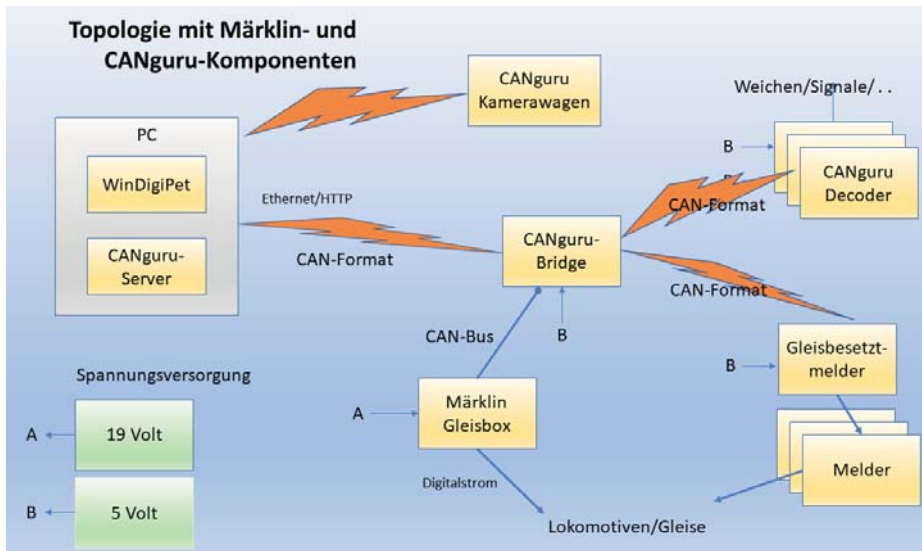 Topologie mit Märklin- und
CANguru-Komponenten
CANguru
Kamerawagen
Weichen/Signale/ . .
PC
WinDigiPet
CANguru-
Server
Ethernet/HTTP
CAN-Format
CANguru-
Bridge
B
CAN-Format
B
CANguru
Decoder
CAN-Format
CAN-Bus
B
Gleisbesetzt-
melder
B
Spannungsversorgung
A
19 Volt
B
5 Volt
A
Märklin
Gleisbox
Digitalstrom
Melder
Lokomotiven/Gleise